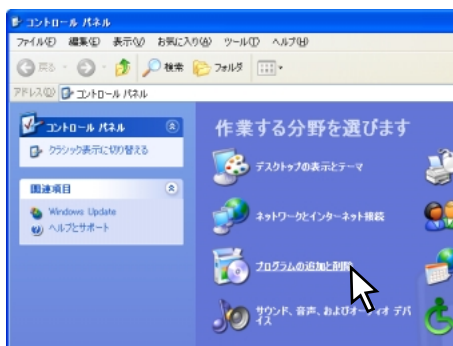 コントロール パネル
ファイル(F) 編集(E) 表示(V) お気に入り(A) ツール(T) ヘルプ(H)
戻る 検索 フォルダ
アドレス(D) コントロール パネル
コントロール パネル
クラシック表示に切り替える
関連項目
Windows Update
ヘルプとサポート
作業する分野を選びます
デスクトップの表示とテーマ
ネットワークとインターネット接続
プログラムの追加と削除
サウンド、音声、およびオーディオ デバ
イス